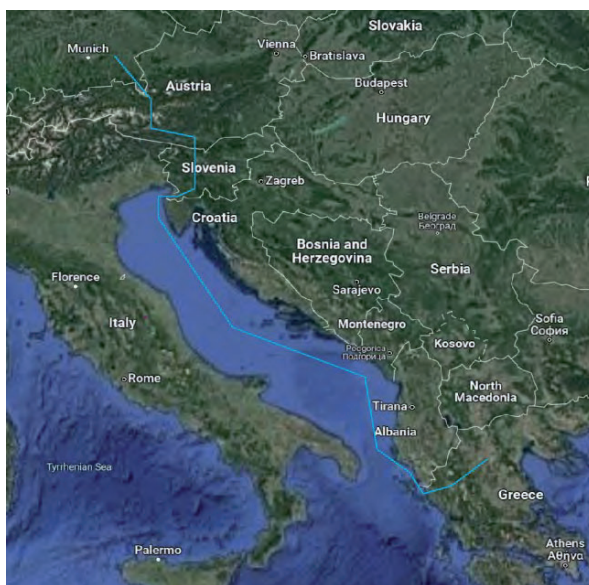 Slovakia
Munich
Vienna
Bratislava
Austria
Budapest
Hungary
Slovenia
Zagreb
Croatia
Belgrade
Београд
Bosnia and
Herzegovina
Serbia
Florence
Sarajevo
Italy
Montenegro
Kosovo
Sofia
София
Podgorica
Подгорица
Rome
North
Macedonia
Tirana
Albania
Tyrrhenian Sea
Greece
Palermo
Athens
Αθήνα